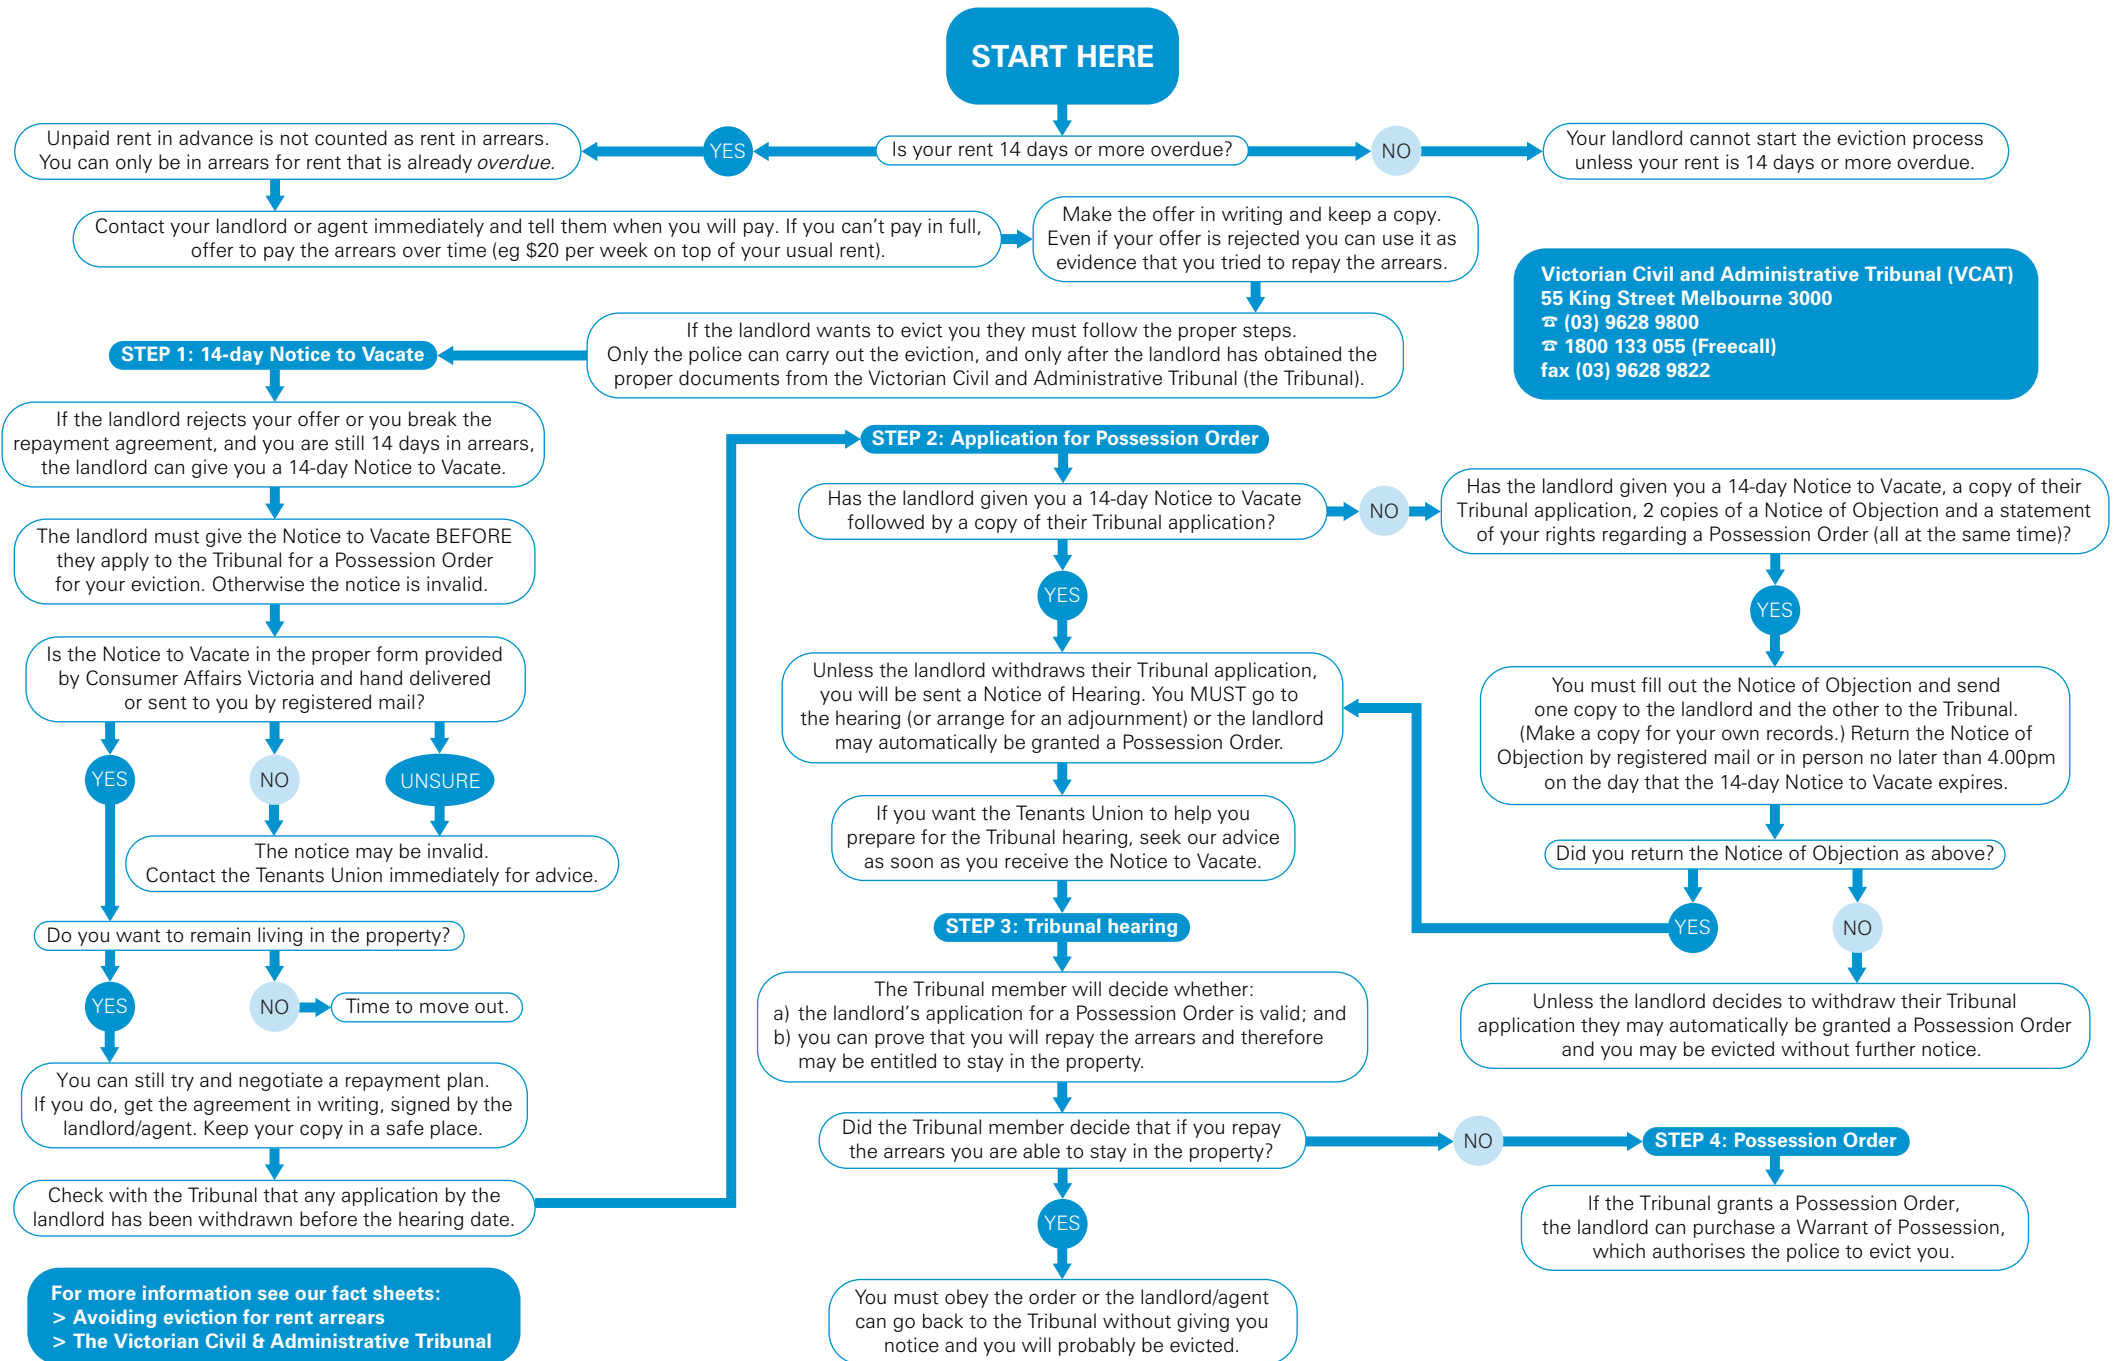 START HERE
Is your rent 14 days or more overdue?
YES
NO
Unpaid rent in advance is not counted as rent in arrears.
You can only be in arrears for rent that is already overdue.
Your landlord cannot start the eviction process
unless your rent is 14 days or more overdue.
Contact your landlord or agent immediately and tell them when you will pay. If you can't pay in full,
offer to pay the arrears over time (eg $20 per week on top of your usual rent).
Make the offer in writing and keep a copy.
Even if your offer is rejected you can use it as
evidence that you tried to repay the arrears.
Victorian Civil and Administrative Tribunal (VCAT)
55 King Street Melbourne 3000
☎ (03) 9628 9800
☎ 1800 133 055 (Freecall)
fax (03) 9628 9822
If the landlord wants to evict you they must follow the proper steps.
Only the police can carry out the eviction, and only after the landlord has obtained the
proper documents from the Victorian Civil and Administrative Tribunal (the Tribunal).
STEP 1: 14-day Notice to Vacate
If the landlord rejects your offer or you break the
repayment agreement, and you are still 14 days in arrears,
the landlord can give you a 14-day Notice to Vacate.
The landlord must give the Notice to Vacate BEFORE
they apply to the Tribunal for a Possession Order
for your eviction. Otherwise the notice is invalid.
Is the Notice to Vacate in the proper form provided
by Consumer Affairs Victoria and hand delivered
or sent to you by registered mail?
YES
NO
UNSURE
The notice may be invalid.
Contact the Tenants Union immediately for advice.
Do you want to remain living in the property?
YES
NO
Time to move out.
You can still try and negotiate a repayment plan.
If you do, get the agreement in writing, signed by the
landlord/agent. Keep your copy in a safe place.
Check with the Tribunal that any application by the
landlord has been withdrawn before the hearing date.
For more information see our fact sheets:
> Avoiding eviction for rent arrears
> The Victorian Civil & Administrative Tribunal
STEP 2: Application for Possession Order
Has the landlord given you a 14-day Notice to Vacate
followed by a copy of their Tribunal application?
NO
YES
Has the landlord given you a 14-day Notice to Vacate, a copy of their
Tribunal application, 2 copies of a Notice of Objection and a statement
of your rights regarding a Possession Order (all at the same time)?
YES
You must fill out the Notice of Objection and send
one copy to the landlord and the other to the Tribunal.
(Make a copy for your own records.) Return the Notice of
Objection by registered mail or in person no later than 4.00pm
on the day that the 14-day Notice to Vacate expires.
Did you return the Notice of Objection as above?
YES
NO
Unless the landlord decides to withdraw their Tribunal
application they may automatically be granted a Possession Order
and you may be evicted without further notice.
Unless the landlord withdraws their Tribunal application,
you will be sent a Notice of Hearing. You MUST go to
the hearing (or arrange for an adjournment) or the landlord
may automatically be granted a Possession Order.
If you want the Tenants Union to help you
prepare for the Tribunal hearing, seek our advice
as soon as you receive the Notice to Vacate.
STEP 3: Tribunal hearing
The Tribunal member will decide whether:
a) the landlord's application for a Possession Order is valid; and
b) you can prove that you will repay the arrears and therefore
may be entitled to stay in the property.
Did the Tribunal member decide that if you repay
the arrears you are able to stay in the property?
NO
YES
You must obey the order or the landlord/agent
can go back to the Tribunal without giving you
notice and you will probably be evicted.
STEP 4: Possession Order
If the Tribunal grants a Possession Order,
the landlord can purchase a Warrant of Possession,
which authorises the police to evict you.